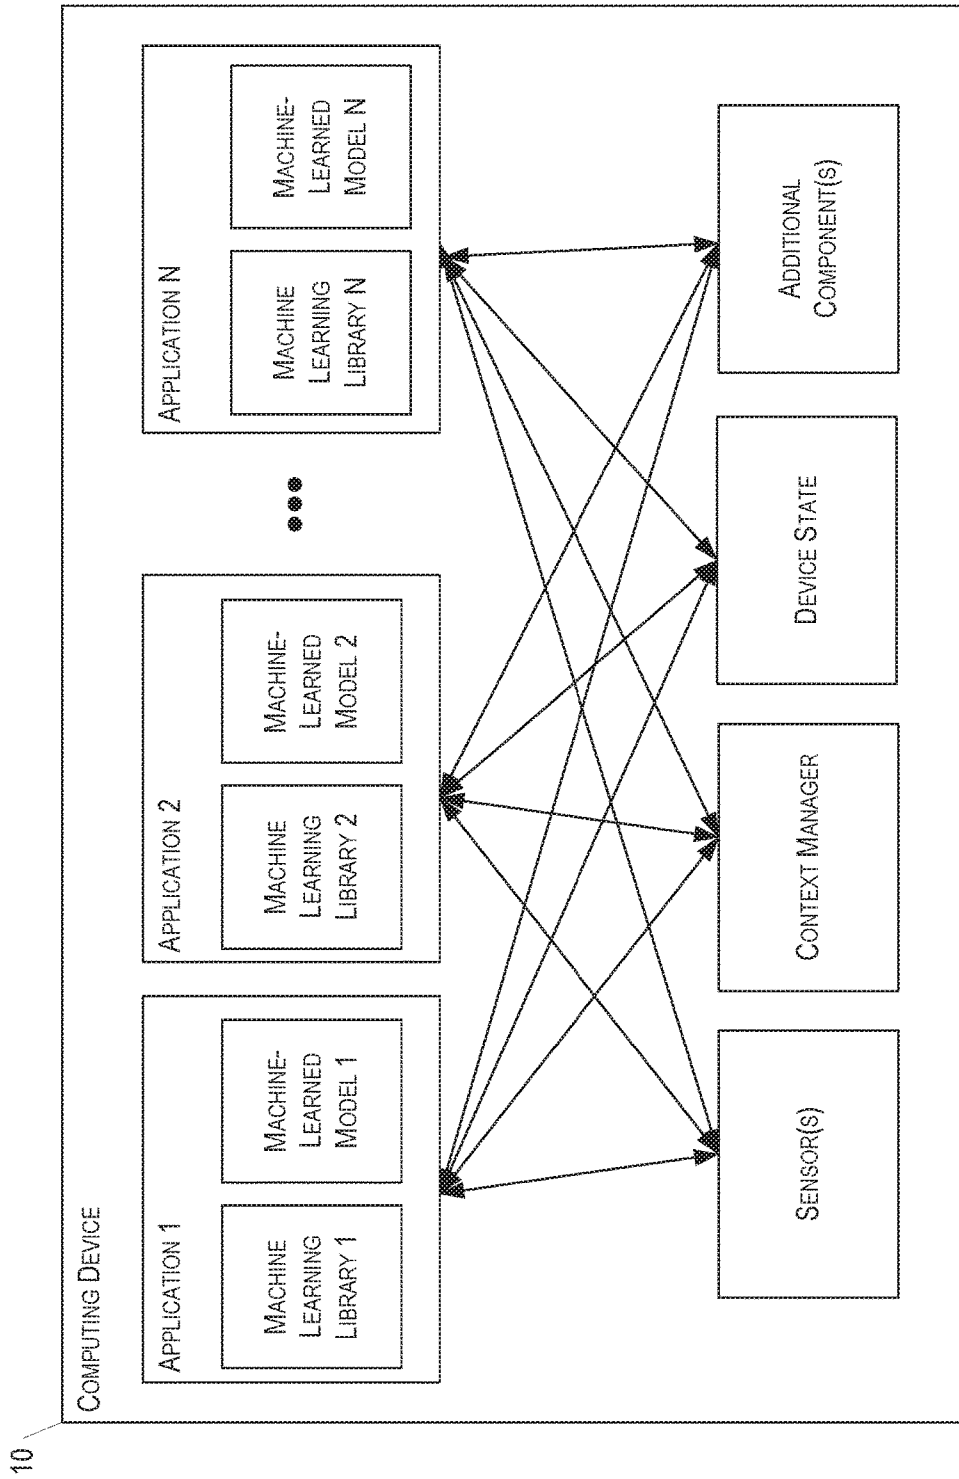 10
COMPUTING DEVICE
APPLICATION 1
MACHINE
LEARNING
LIBRARY 1
MACHINE-
LEARNED
MODEL 1
APPLICATION 2
MACHINE
LEARNING
LIBRARY 2
MACHINE-
LEARNED
MODEL 2
APPLICATION N
MACHINE
LEARNING
LIBRARY N
MACHINE-
LEARNED
MODEL N
SENSOR(S)
CONTEXT MANAGER
DEVICE STATE
ADDITIONAL
COMPONENT(S)